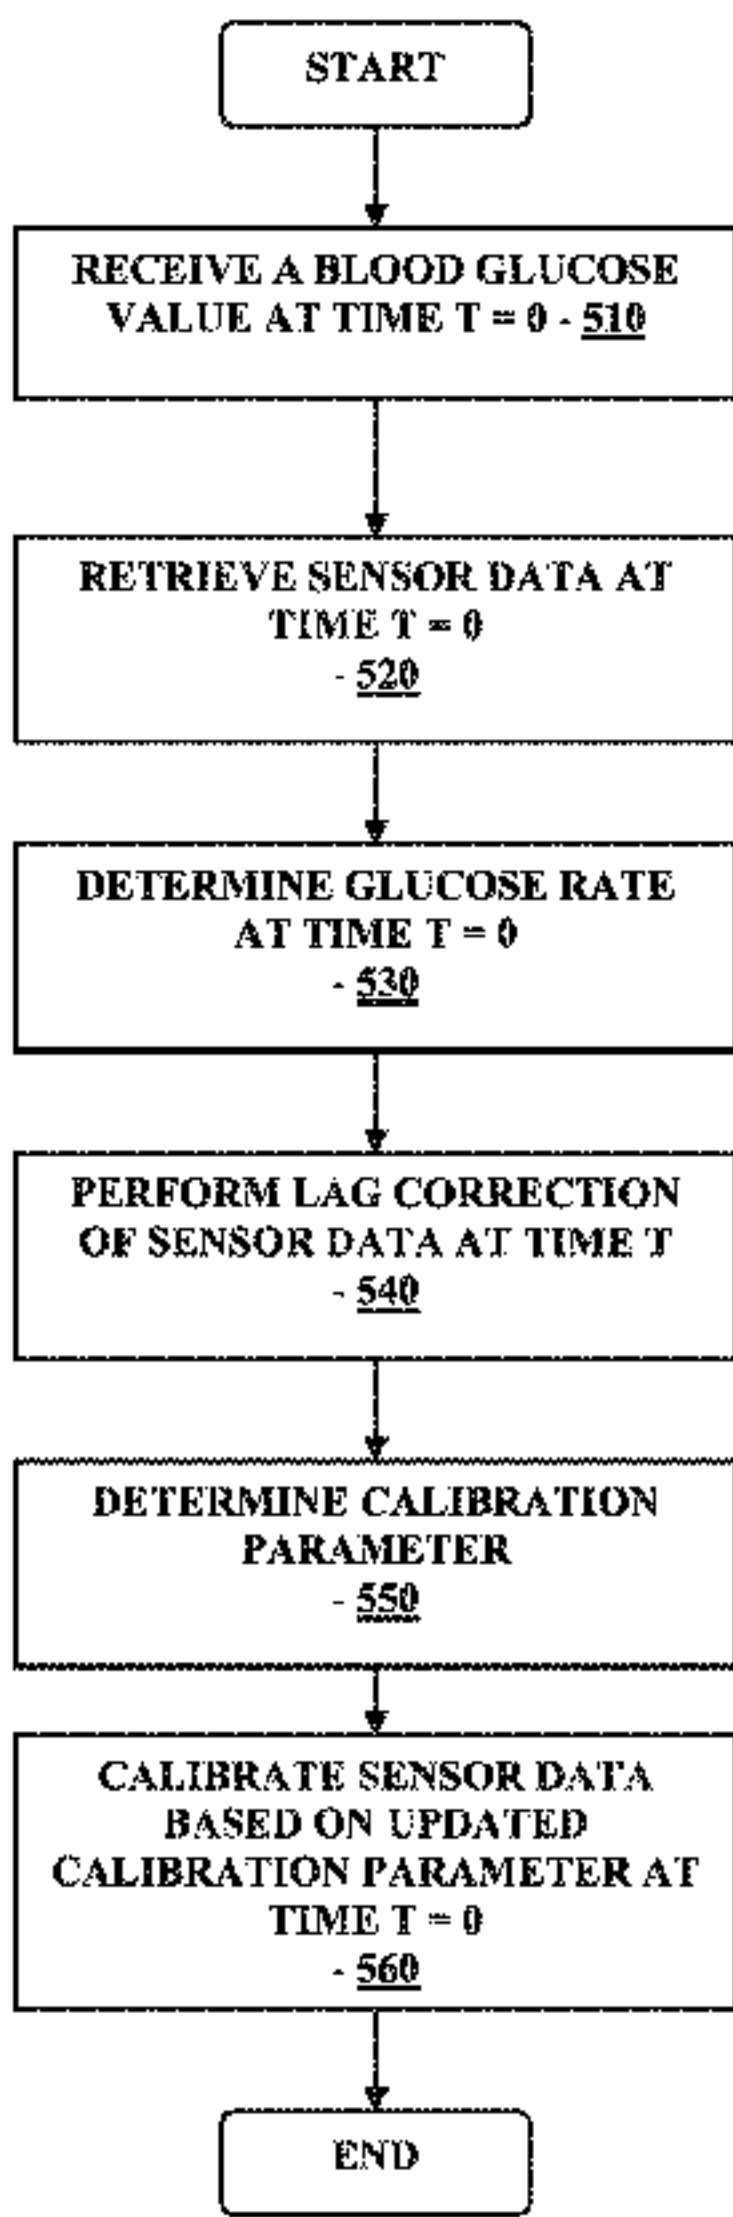 START
RECEIVE A BLOOD GLUCOSE
VALUE AT TIME T = 0 - 510
RETRIEVE SENSOR DATA AT
TIME T = 0
- 520
DETERMINE GLUCOSE RATE
AT TIME T = 0
- 530
PERFORM LAG CORRECTION
OF SENSOR DATA AT TIME T
- 540
DETERMINE CALIBRATION
PARAMETER
- 550
CALIBRATE SENSOR DATA
BASED ON UPDATED
CALIBRATION PARAMETER AT
TIME T = 0
- 560
END